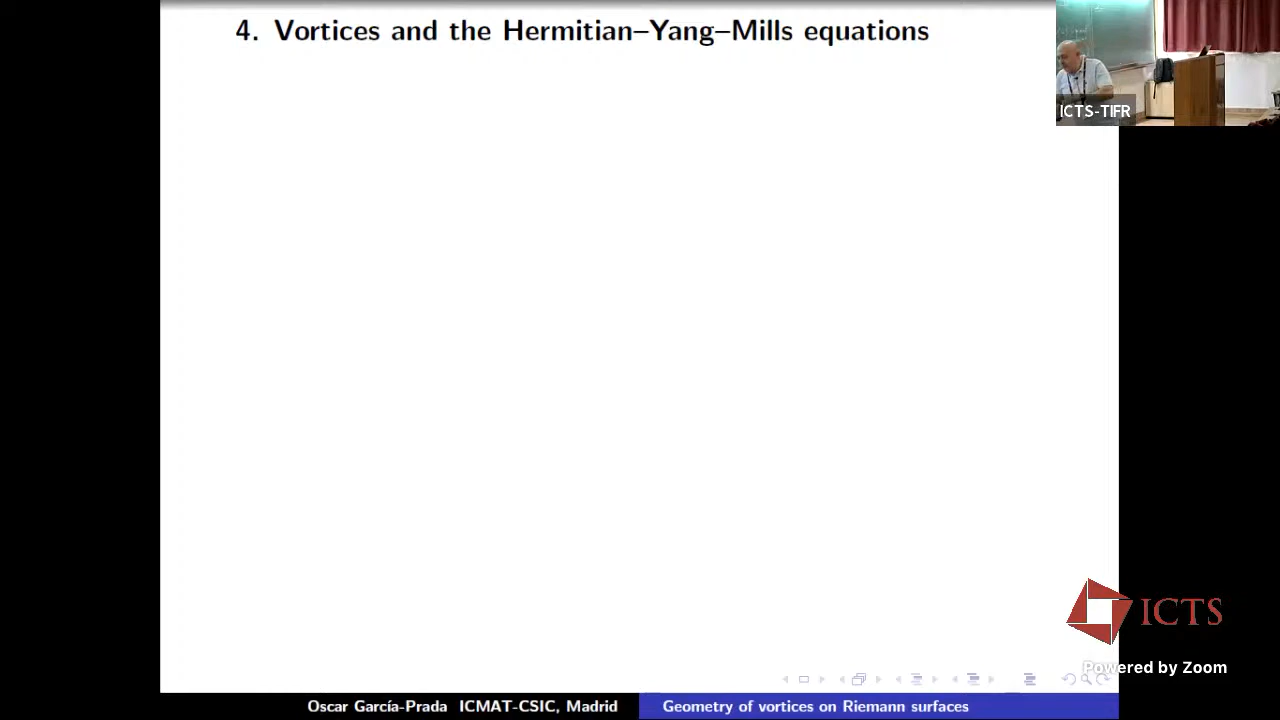 4. Vortices and the Hermitian–Yang–Mills equations
ICTS-TIFR
ICTS
Powered by Zoom
Oscar García-Prada ICMAT-CSIC, Madrid
Geometry of vortices on Riemann surfaces